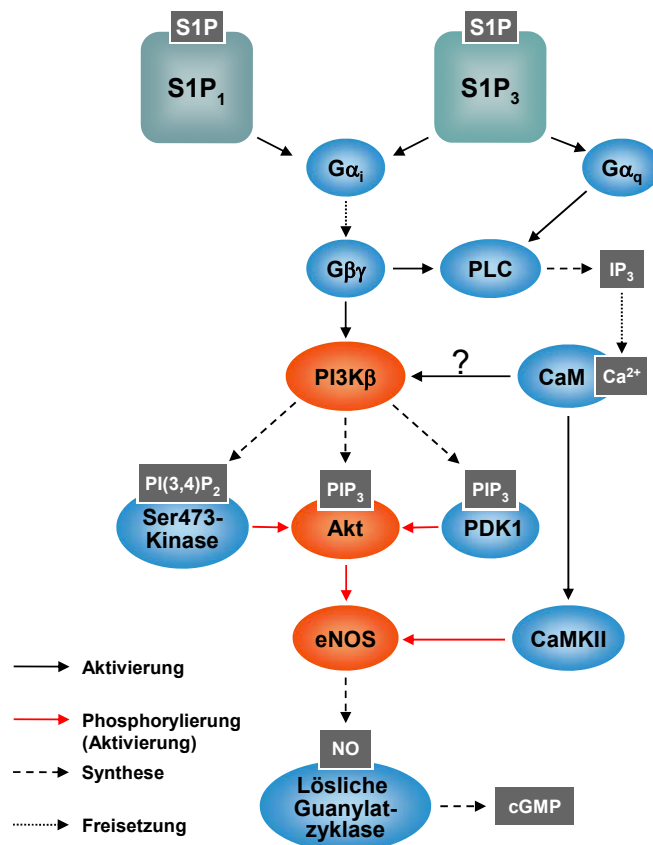 S1P
S1P
S1P₁
S1P₃
Gαᵢ
Gα_q
Gβγ
PLC
IP₃
?
PI3Kβ
CaM
Ca²⁺
PI(3,4)P₂
PIP₃
PIP₃
Ser473-
Kinase
Akt
PDK1
eNOS
CaMKII
Aktivierung
Phosphorylierung
(Aktivierung)
Synthese
Freisetzung
NO
Lösliche
Guanylat-
zyklase
cGMP